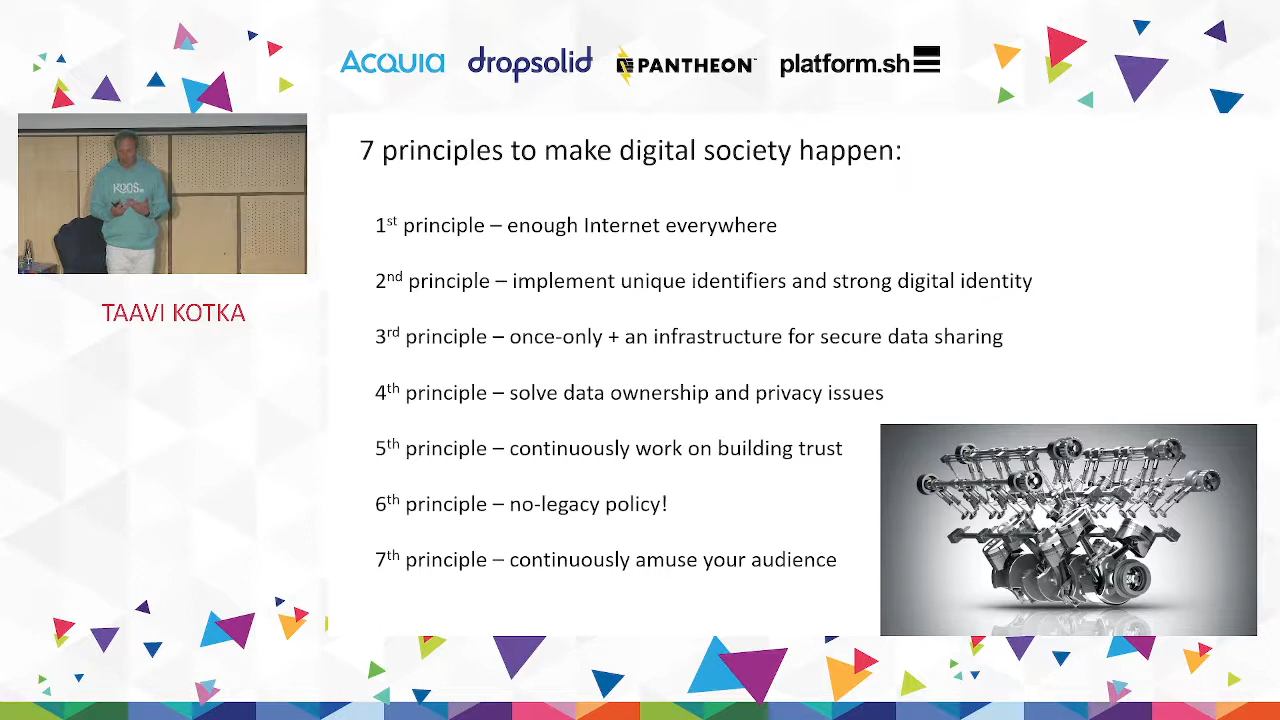 Acquia
dropsolid
PANTHEON
platform.sh
7 principles to make digital society happen:
KOOS
TAAVI KOTKA
1st principle – enough Internet everywhere
2nd principle – implement unique identifiers and strong digital identity
3rd principle – once-only + an infrastructure for secure data sharing
4th principle – solve data ownership and privacy issues
5th principle – continuously work on building trust
6th principle – no-legacy policy!
7th principle – continuously amuse your audience